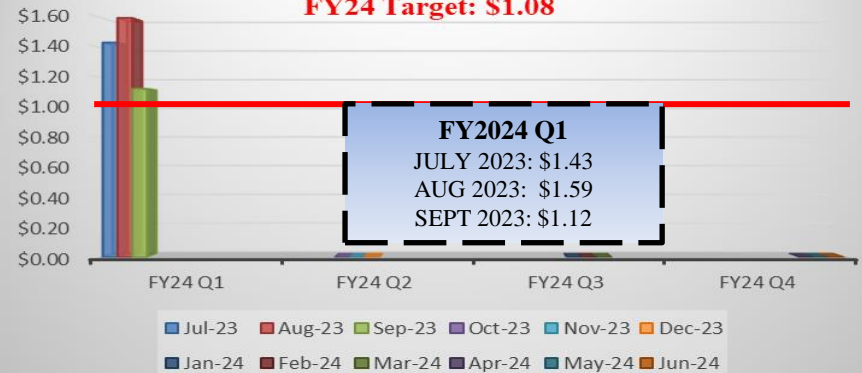 FY24 Target: $1.08
$1.60
$1.40
$1.20
$1.00
$0.80
$0.60
$0.40
$0.20
$0.00
FY2024 Q1
JULY 2023: $1.43
AUG 2023: $1.59
SEPT 2023: $1.12
FY24 Q1 FY24 Q2 FY24 Q3 FY24 Q4
Jul-23 Aug-23 Sep-23 Oct-23 Nov-23 Dec-23
Jan-24 Feb-24 Mar-24 Apr-24 May-24 Jun-24